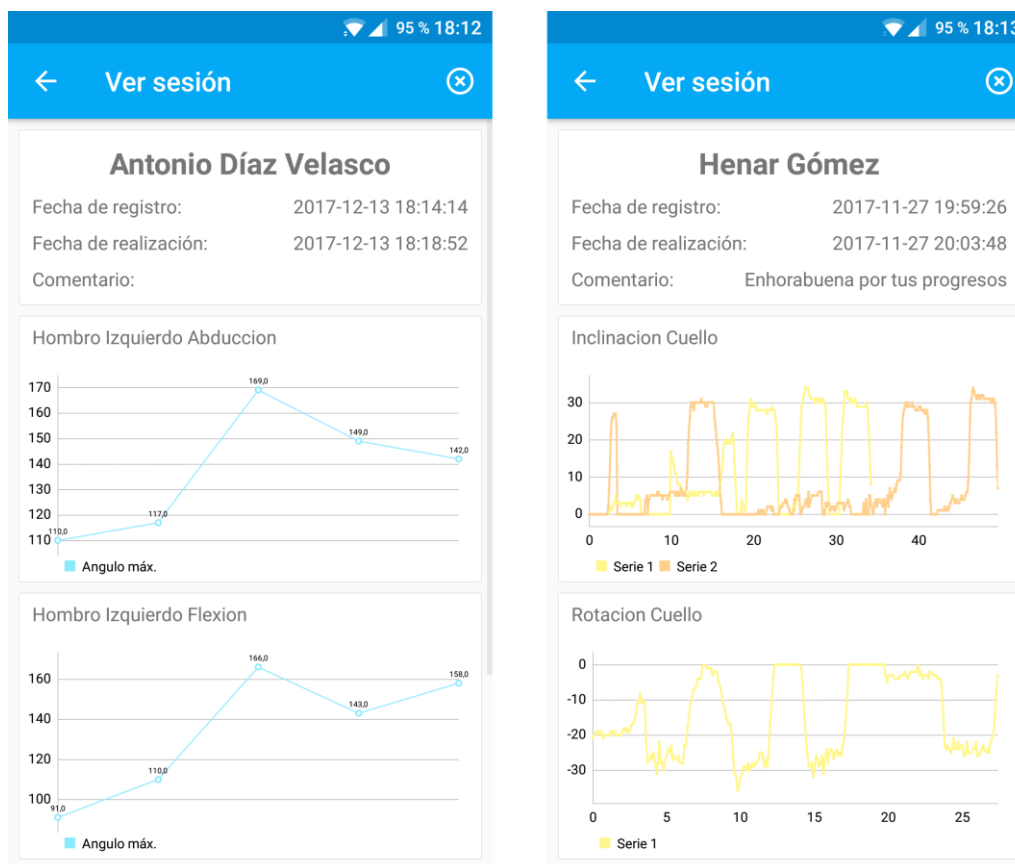 95 % 18:12
Ver sesión
Antonio Díaz Velasco
Fecha de registro: 2017-12-13 18:14:14
Fecha de realización: 2017-12-13 18:18:52
Comentario:
Hombro Izquierdo Abduccion
170
160
150
140
130
120
110
110,0
117,0
169,0
149,0
142,0
Angulo máx.
Hombro Izquierdo Flexion
160
140
120
100
91,0
110,0
166,0
143,0
158,0
Angulo máx.
95 % 18:13
Ver sesión
Henar Gómez
Fecha de registro: 2017-11-27 19:59:26
Fecha de realización: 2017-11-27 20:03:48
Comentario: Enhorabuena por tus progresos
Inclinacion Cuello
30
20
10
0
0 10 20 30 40
Serie 1 Serie 2
Rotacion Cuello
0
-10
-20
-30
0 5 10 15 20 25
Serie 1